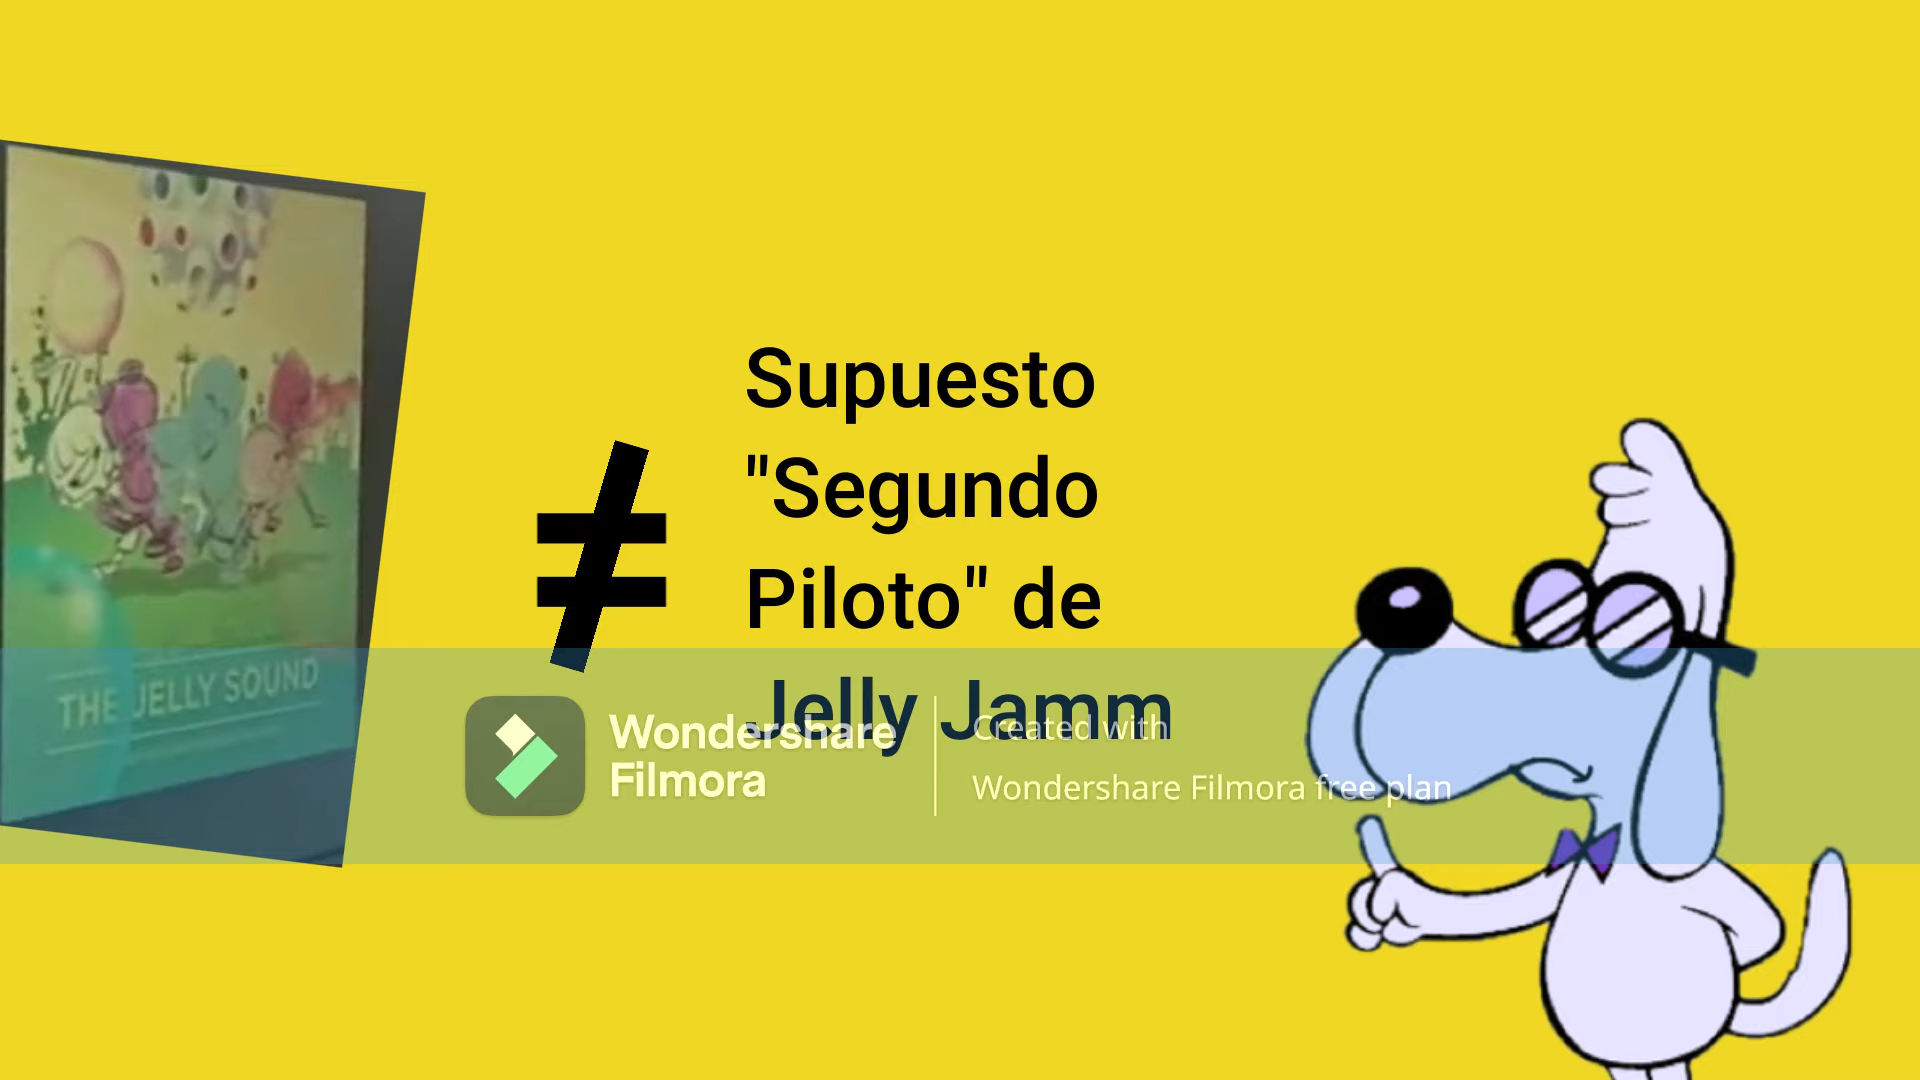 THE JELLY SOUND
≠
Supuesto
"Segundo
Piloto" de
Jelly Jamm
Wondershare
Filmora
Created with
Wondershare Filmora free plan